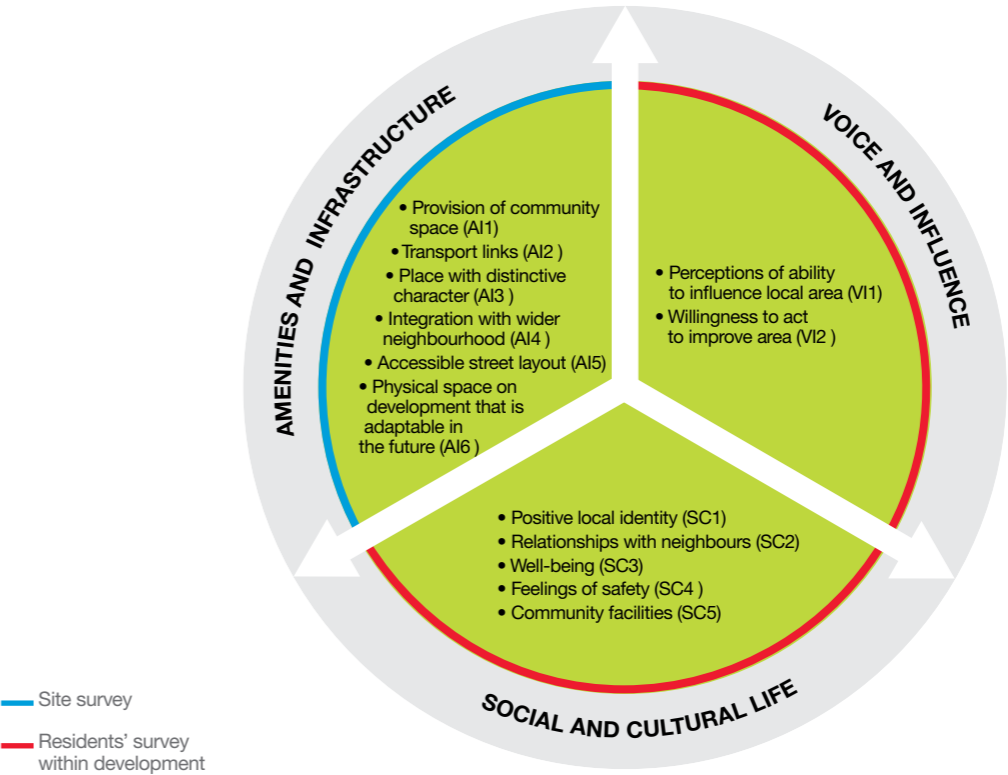 AMENITIES AND INFRASTRUCTURE
• Provision of community
space (AI1)
• Transport links (AI2 )
• Place with distinctive
character (AI3 )
• Integration with wider
neighbourhood (AI4 )
• Accessible street layout (AI5)
• Physical space on
development that is
adaptable in
the future (AI6 )
VOICE AND INFLUENCE
• Perceptions of ability
to influence local area (VI1)
• Willingness to act
to improve area (VI2 )
• Positive local identity (SC1)
• Relationships with neighbours (SC2)
• Well-being (SC3)
• Feelings of safety (SC4 )
• Community facilities (SC5)
SOCIAL AND CULTURAL LIFE
Site survey
Residents’ survey
within development